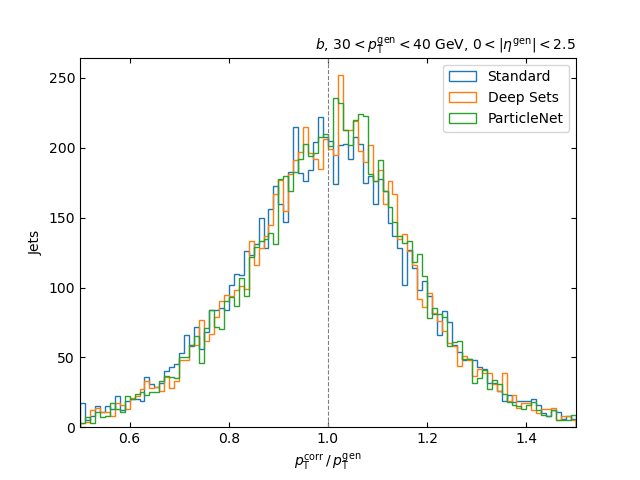 b, 30 < p_T^gen < 40 GeV, 0 < |η^gen| < 2.5
250
200
150
100
50
0
Jets
Standard
Deep Sets
ParticleNet
0.6 0.8 1.0 1.2 1.4
p_T^corr / p_T^gen